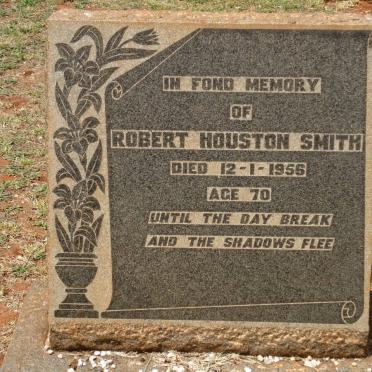 IN FOND MEMORY
OF
ROBERT HOUSTON SMITH
DIED 12-1-1956
AGE 70
UNTIL THE DAY BREAK
AND THE SHADOWS FLEE